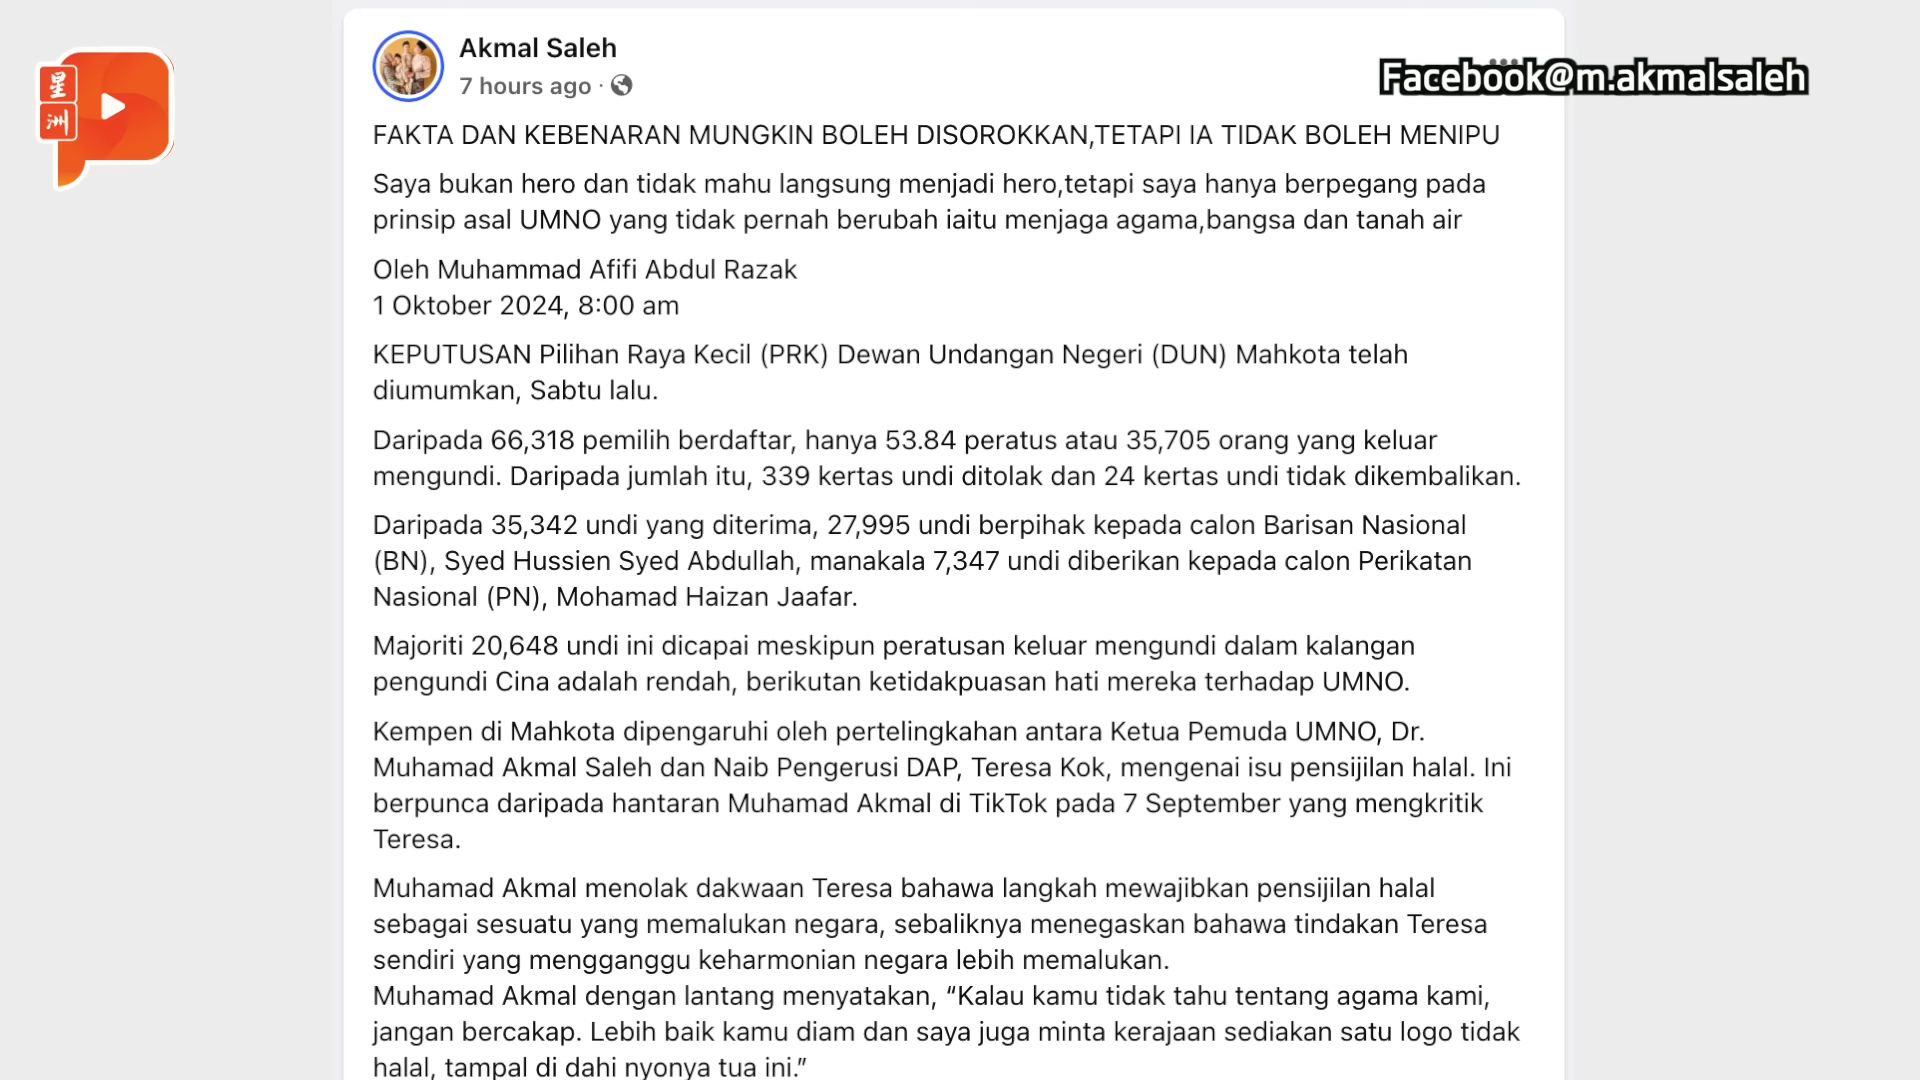 星洲
Akmal Saleh
7 hours ago ·
Facebook@m.akmalsaleh
FAKTA DAN KEBENARAN MUNGKIN BOLEH DISOROKKAN,TETAPI IA TIDAK BOLEH MENIPU
Saya bukan hero dan tidak mahu langsung menjadi hero,tetapi saya hanya berpegang pada
prinsip asal UMNO yang tidak pernah berubah iaitu menjaga agama,bangsa dan tanah air
Oleh Muhammad Afifi Abdul Razak
1 Oktober 2024, 8:00 am
KEPUTUSAN Pilihan Raya Kecil (PRK) Dewan Undangan Negeri (DUN) Mahkota telah
diumumkan, Sabtu lalu.
Daripada 66,318 pemilih berdaftar, hanya 53.84 peratus atau 35,705 orang yang keluar
mengundi. Daripada jumlah itu, 339 kertas undi ditolak dan 24 kertas undi tidak dikembalikan.
Daripada 35,342 undi yang diterima, 27,995 undi berpihak kepada calon Barisan Nasional
(BN), Syed Hussien Syed Abdullah, manakala 7,347 undi diberikan kepada calon Perikatan
Nasional (PN), Mohamad Haizan Jaafar.
Majoriti 20,648 undi ini dicapai meskipun peratusan keluar mengundi dalam kalangan
pengundi Cina adalah rendah, berikutan ketidakpuasan hati mereka terhadap UMNO.
Kempen di Mahkota dipengaruhi oleh pertelingkahan antara Ketua Pemuda UMNO, Dr.
Muhamad Akmal Saleh dan Naib Pengerusi DAP, Teresa Kok, mengenai isu pensijilan halal. Ini
berpunca daripada hantaran Muhamad Akmal di TikTok pada 7 September yang mengkritik
Teresa.
Muhamad Akmal menolak dakwaan Teresa bahawa langkah mewajibkan pensijilan halal
sebagai sesuatu yang memalukan negara, sebaliknya menegaskan bahawa tindakan Teresa
sendiri yang mengganggu keharmonian negara lebih memalukan.
Muhamad Akmal dengan lantang menyatakan, “Kalau kamu tidak tahu tentang agama kami,
jangan bercakap. Lebih baik kamu diam dan saya juga minta kerajaan sediakan satu logo tidak
halal, tampal di dahi nyonya tua ini.”